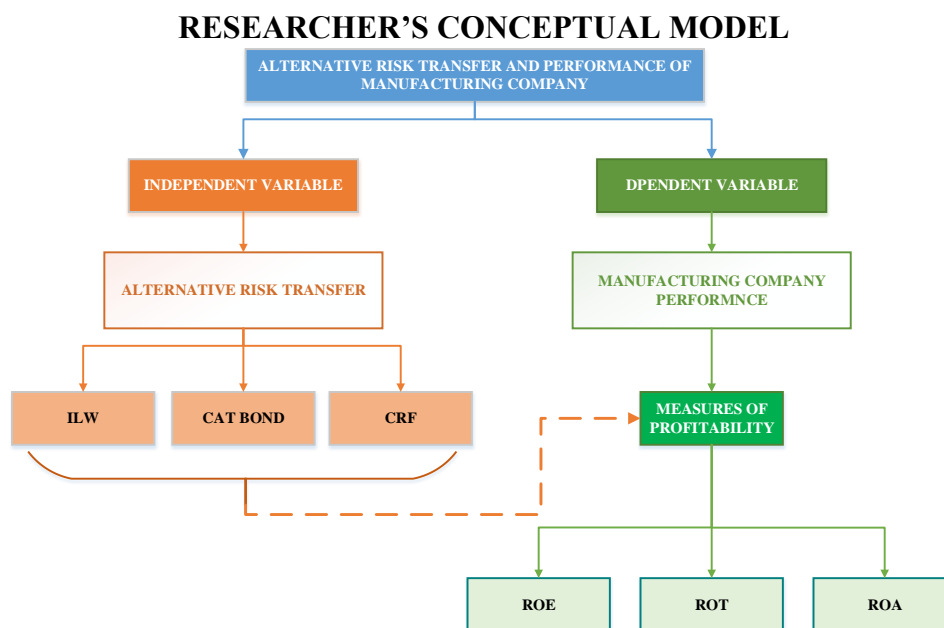 RESEARCHER'S CONCEPTUAL MODEL
ALTERNATIVE RISK TRANSFER AND PERFORMANCE OF
MANUFACTURING COMPANY
INDEPENDENT VARIABLE
DPENDENT VARIABLE
ALTERNATIVE RISK TRANSFER
MANUFACTURING COMPANY
PERFORMNCE
ILW
CAT BOND
CRF
MEASURES OF
PROFITABILITY
ROE
ROT
ROA